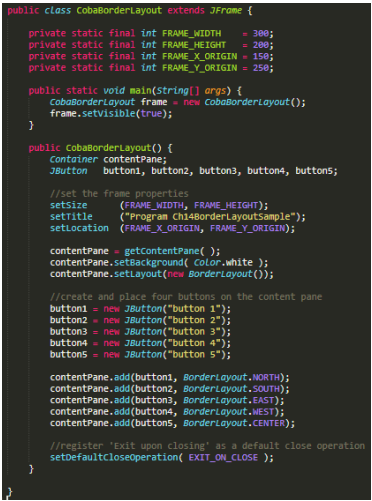 public class CobaBorderLayout extends JFrame {
private static final int FRAME_WIDTH = 300;
private static final int FRAME_HEIGHT = 200;
private static final int FRAME_X_ORIGIN = 150;
private static final int FRAME_Y_ORIGIN = 250;
public static void main(String[] args) {
CobaBorderLayout frame = new CobaBorderLayout();
frame.setVisible(true);
}
public CobaBorderLayout() {
Container contentPane;
JButton button1, button2, button3, button4, button5;
//set the frame properties
setSize (FRAME_WIDTH, FRAME_HEIGHT);
setTitle ("Program Ch14BorderLayoutSample");
setLocation (FRAME_X_ORIGIN, FRAME_Y_ORIGIN);
contentPane = getContentPane( );
contentPane.setBackground( Color.white );
contentPane.setLayout(new BorderLayout());
//create and place four buttons on the content pane
button1 = new JButton("button 1");
button2 = new JButton("button 2");
button3 = new JButton("button 3");
button4 = new JButton("button 4");
button5 = new JButton("button 5");
contentPane.add(button1, BorderLayout.NORTH);
contentPane.add(button2, BorderLayout.SOUTH);
contentPane.add(button3, BorderLayout.EAST);
contentPane.add(button4, BorderLayout.WEST);
contentPane.add(button5, BorderLayout.CENTER);
//register 'Exit upon closing' as a default close operation
setDefaultCloseOperation( EXIT_ON_CLOSE );
}
}